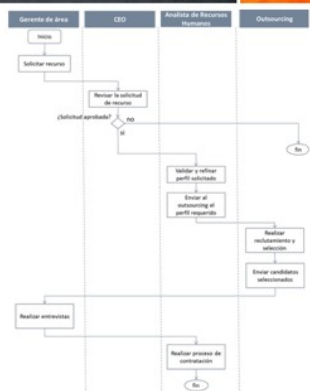 Gerente de área
CEO
Analista de Recursos
Humanos
Outsourcing
Inicio
Solicitar recurso
Revisar la solicitud
de recurso
¿Solicitud aprobada?
no
si
fin
Validar y refinar
perfil solicitado
Enviar al
outsourcing el
perfil requerido
Realizar
reclutamiento y
selección
Enviar candidatos
seleccionados
Realizar entrevistas
Realizar proceso de
contratación
fin